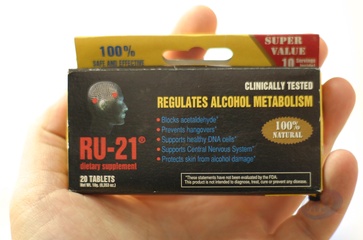 100%
SAFE AND EFFECTIVE
SUPER
VALUE
10 Servings
CLINICALLY TESTED
REGULATES ALCOHOL METABOLISM
• Blocks acetaldehyde*
• Prevents hangovers*
• Supports healthy DNA cells*
• Supports Central Nervous System*
• Protects skin from alcohol damage*
100%
NATURAL
RU-21®
dietary supplement
20 TABLETS
*These statements have not been evaluated by the FDA.
This product is not intended to diagnose, treat, cure or prevent any disease.